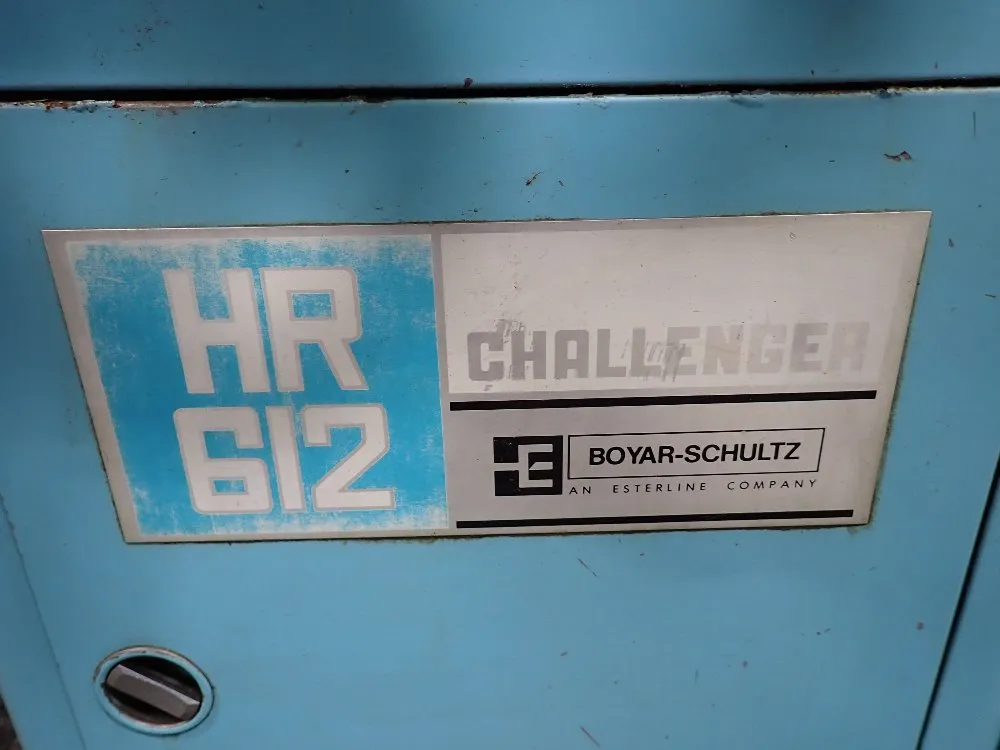 HR
612
CHALLENGER
BOYAR-SCHULTZ
AN ESTERLINE COMPANY